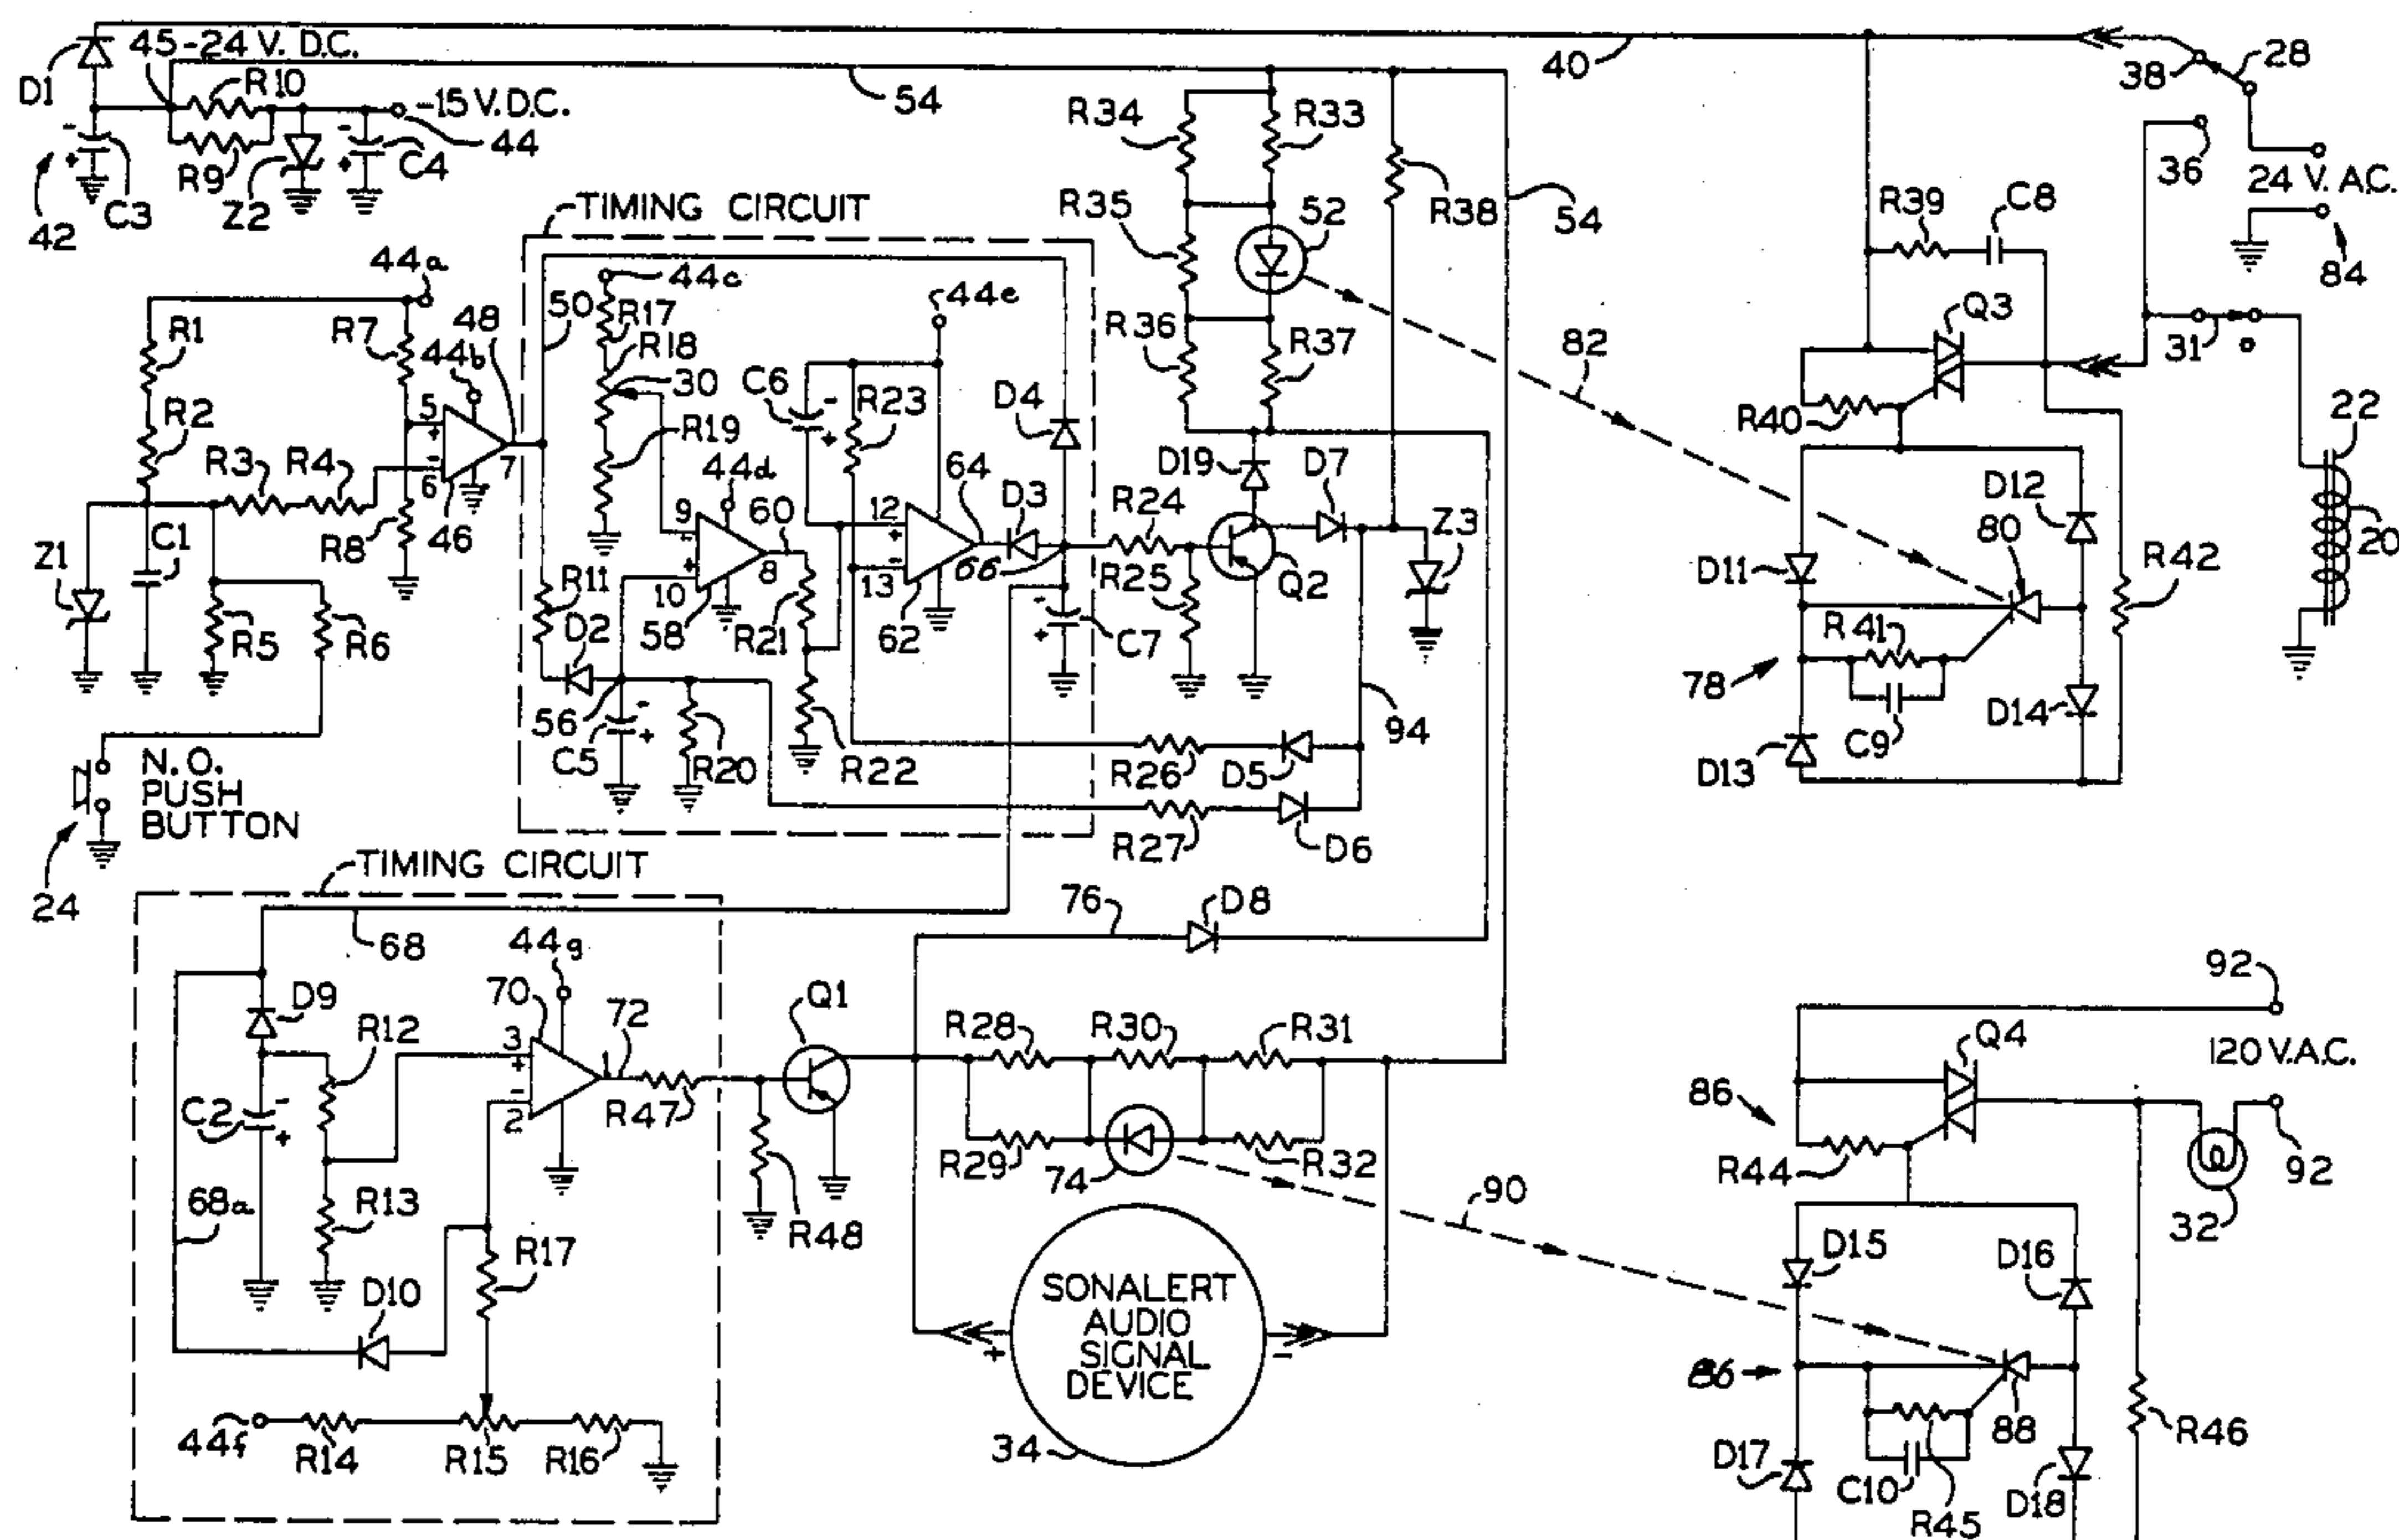 D1
45
-24 V. D.C.
R10
-15 V.D.C.
44
R9
Z2
C4
C3
42
54
40
38
28
36
24 V. A.C.
84
R34
R33
R35
52
R38
54
R36
R37
82
R39
C8
Q3
31
R40
22
20
TIMING CIRCUIT
44a
R1
R7
48
44b
50
44c
R17
R18
30
R19
44d
44e
C6
R23
D4
R2
R3
R4
5
+
-
6
7
46
R8
Z1
C1
R5
R6
R11
D2
9
-
+
10
58
8
60
R21
12
+
-
13
62
64
D3
66
R24
R25
C7
D19
D7
Q2
Z3
56
C5
R20
R22
R26
D5
R27
D6
94
D11
D12
80
R41
C9
D13
D14
R42
78
N.O.
PUSH
BUTTON
24
TIMING CIRCUIT
68
44g
D9
R12
70
3
+
-
2
1
72
C2
R13
68a
D10
R17
R47
R48
Q1
76
D8
R28
R30
R31
R29
74
R32
90
44f
R14
R15
R16
SONALERT
AUDIO
SIGNAL
DEVICE
+
-
34
92
Q4
120 V.A.C.
86
R44
92
32
D15
D16
86
88
R46
D17
C10
R45
D18